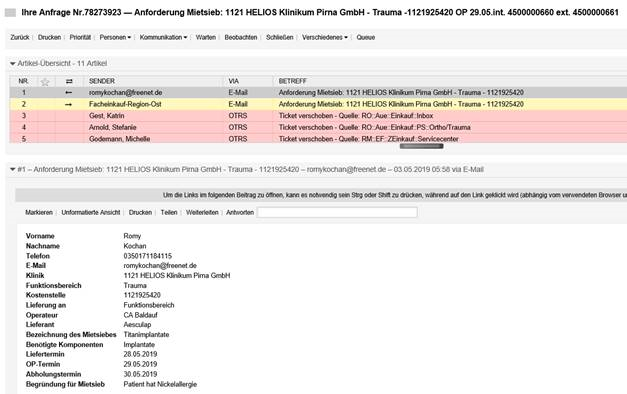 Ihre Anfrage Nr.78273923 — Anforderung Mietsieb: 1121 HELIOS Klinikum Pirna GmbH - Trauma -1121925420 OP 29.05.int. 4500000660 ext. 4500000661
Zurück | Drucken | Priorität | Personen ▾ | Kommunikation ▾ | Warten | Beobachten | Schließen | Verschiedenes ▾ | Queue
Artikel-Übersicht - 11 Artikel
NR. SENDER VIA BETREFF
1 ← romykochan@freenet.de E-Mail Anforderung Mietsieb: 1121 HELIOS Klinikum Pirna GmbH - Trauma - 1121925420
2 → Facheinkauf-Region-Ost E-Mail Anforderung Mietsieb: 1121 HELIOS Klinikum Pirna GmbH - Trauma - 1121925420
3 Gest, Katrin OTRS Ticket verschoben - Quelle: RO::Aue::Einkauf::Inbox
4 Arnold, Stefanie OTRS Ticket verschoben - Quelle: RO::Aue::Einkauf::PS::Ortho/Trauma
5 Godemann, Michelle OTRS Ticket verschoben - Quelle: RM::EF::ZEinkauf::Servicecenter
#1 – Anforderung Mietsieb: 1121 HELIOS Klinikum Pirna GmbH - Trauma - 1121925420 – romykochan@freenet.de – 03.05.2019 05:58 via E-Mail
Um die Links im folgenden Beitrag zu öffnen, kann es notwendig sein Strg oder Shift zu drücken, während auf den Link geklickt wird (abhängig vom verwendeten Browser u
Markieren | Unformatierte Ansicht | Drucken | Teilen | Weiterleiten | Antworten
Vorname Romy
Nachname Kochan
Telefon 0350171184115
E-Mail romykochan@freenet.de
Klinik 1121 HELIOS Klinikum Pirna GmbH
Funktionsbereich Trauma
Kostenstelle 1121925420
Lieferung an Funktionsbereich
Operateur CA Baldauf
Lieferant Aesculap
Bezeichnung des Mietsiebes Titanimplantate
Benötigte Komponenten Implantate
Liefertermin 28.05.2019
OP-Termin 29.05.2019
Abholungstermin 30.05.2019
Begründung für Mietsieb Patient hat Nickelallergie